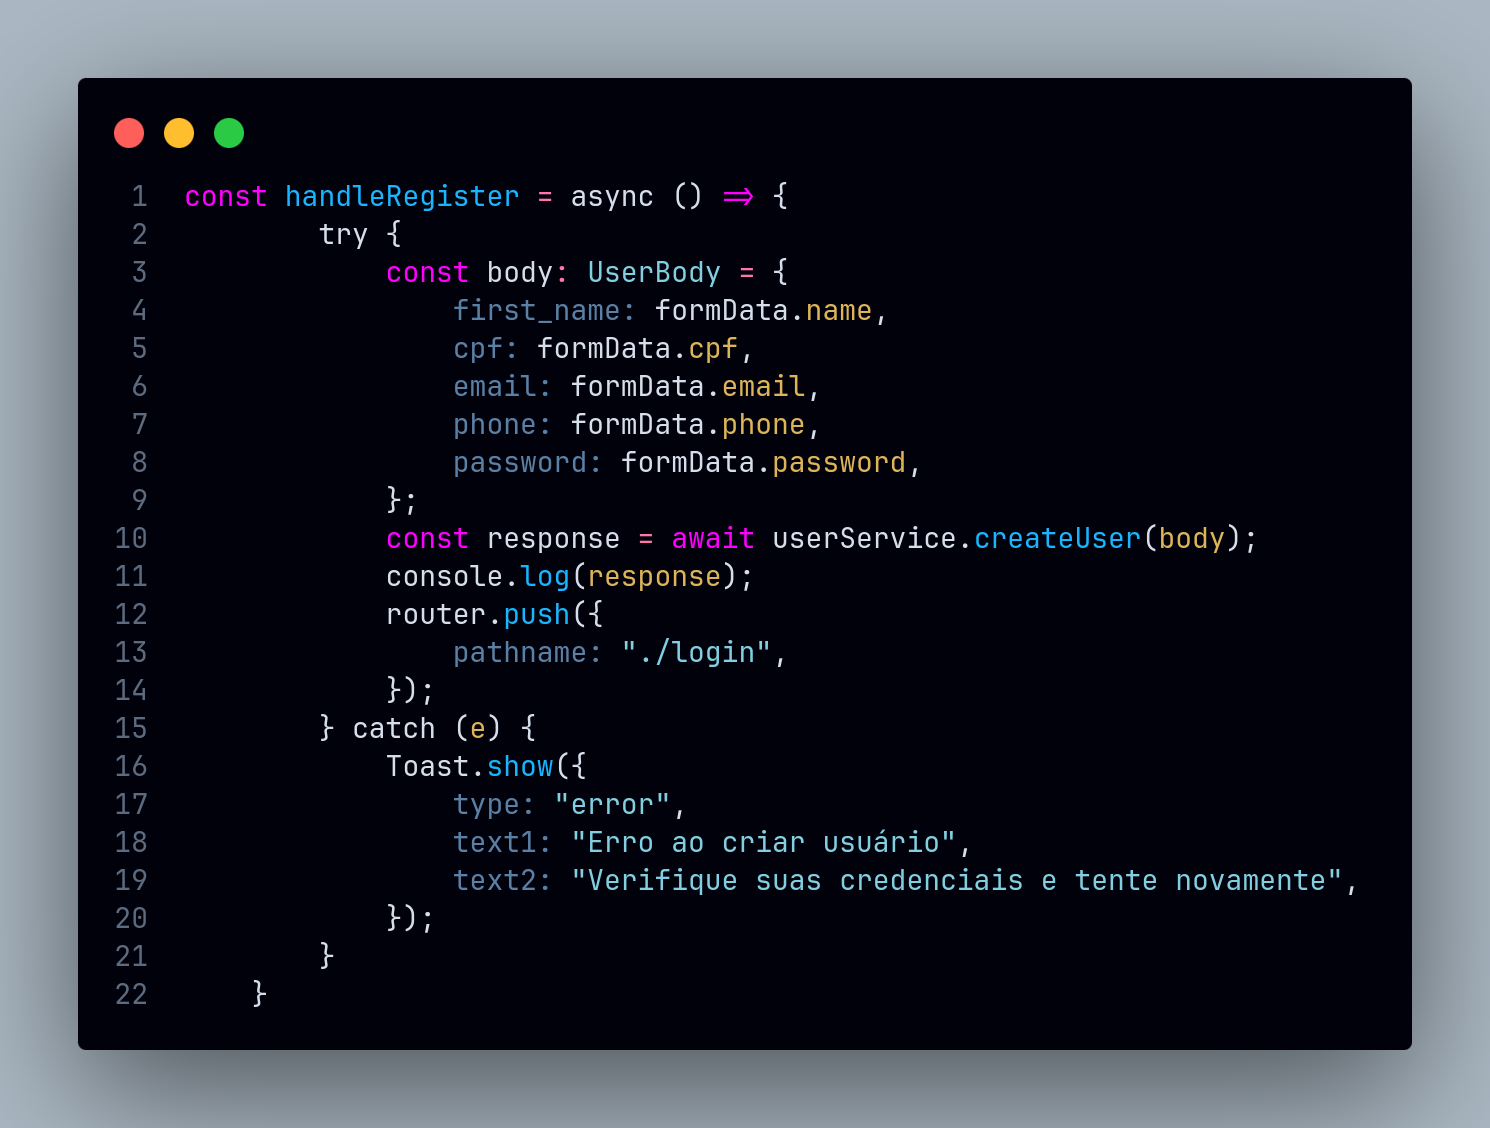 1 const handleRegister = async () => {
2 try {
3 const body: UserBody = {
4 first_name: formData.name,
5 cpf: formData.cpf,
6 email: formData.email,
7 phone: formData.phone,
8 password: formData.password,
9 };
10 const response = await userService.createUser(body);
11 console.log(response);
12 router.push({
13 pathname: "./login",
14 });
15 } catch (e) {
16 Toast.show({
17 type: "error",
18 text1: "Erro ao criar usuário",
19 text2: "Verifique suas credenciais e tente novamente",
20 });
21 }
22 }